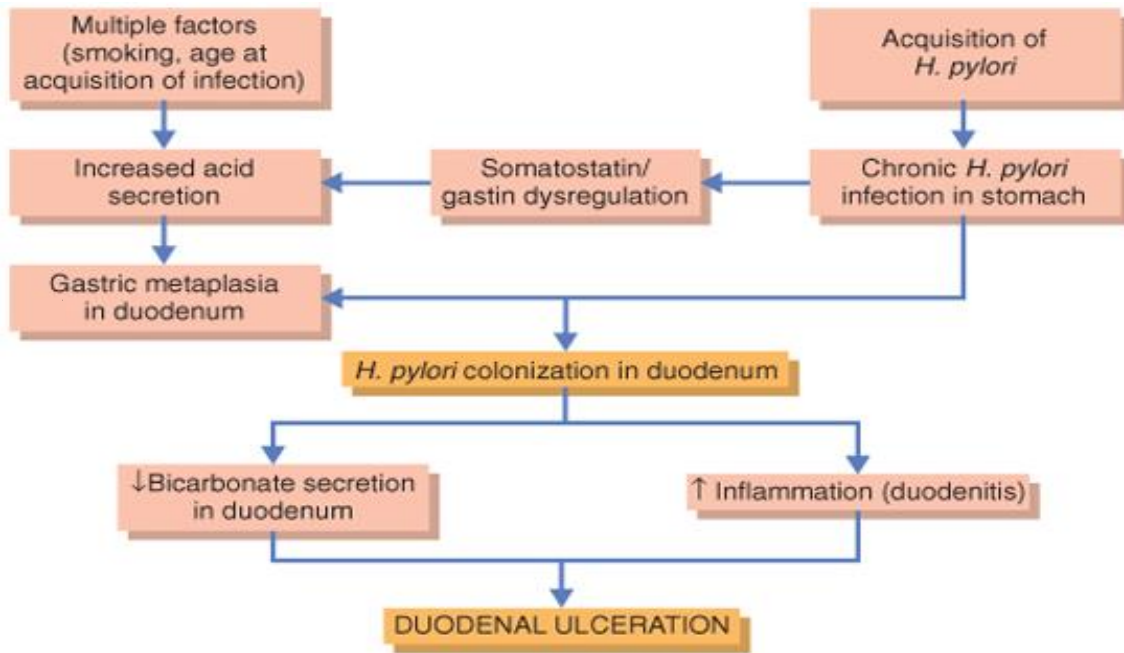 Multiple factors
(smoking, age at
acquisition of infection)
Acquisition of
H. pylori
Increased acid
secretion
Somatostatin/
gastin dysregulation
Chronic H. pylori
infection in stomach
Gastric metaplasia
in duodenum
H. pylori colonization in duodenum
↓Bicarbonate secretion
in duodenum
↑ Inflammation (duodenitis)
DUODENAL ULCERATION